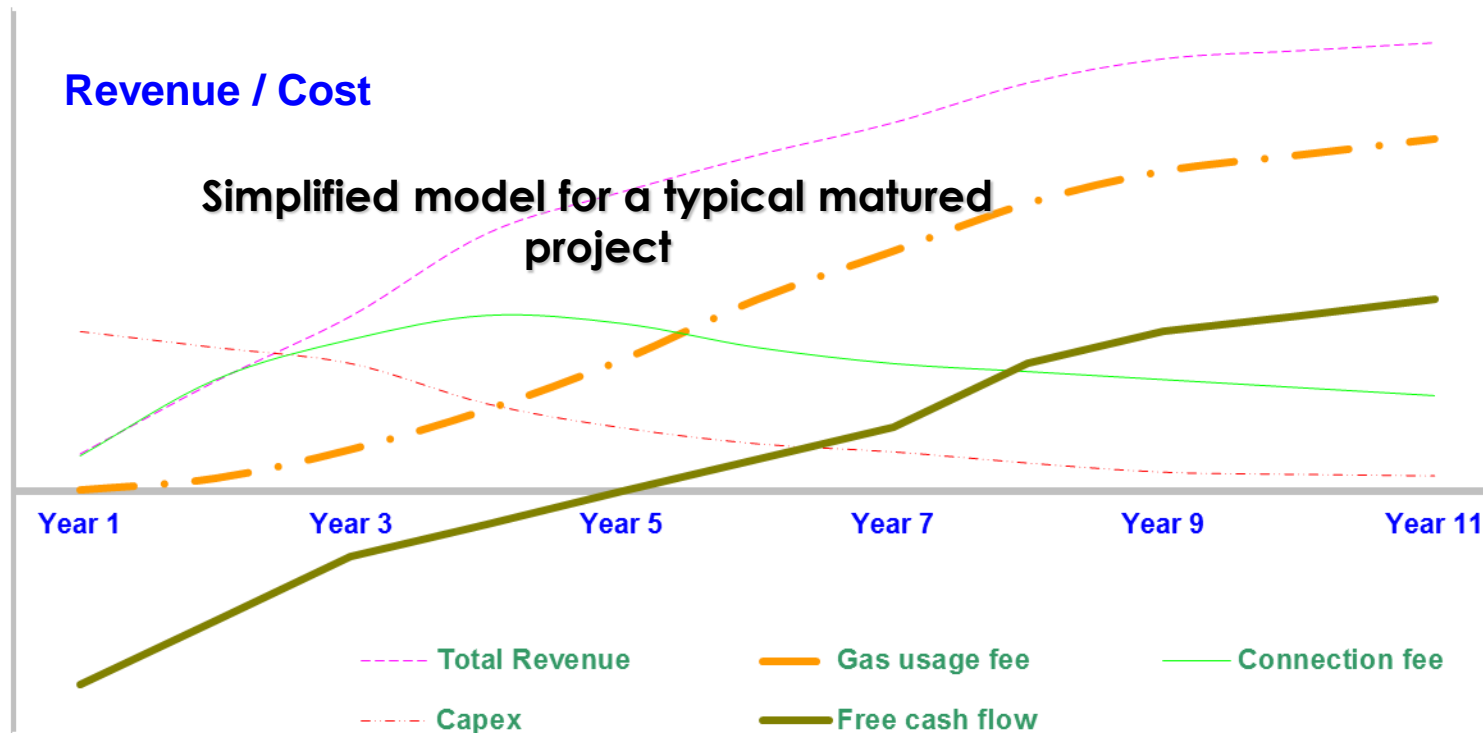 Revenue / Cost
Simplified model for a typical matured
project
Year 1 Year 3 Year 5 Year 7 Year 9 Year 11
Total Revenue Gas usage fee Connection fee
Capex Free cash flow